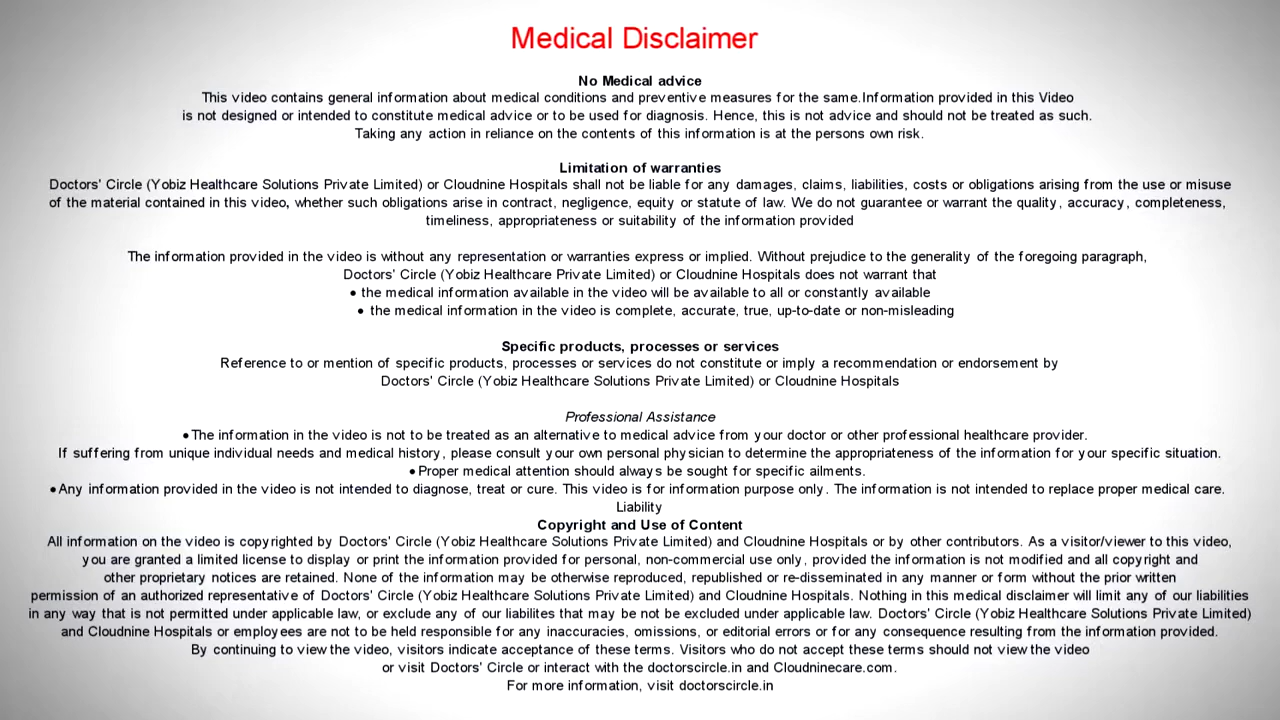 Medical Disclaimer
No Medical advice
This video contains general information about medical conditions and preventive measures for the same.Information provided in this Video
is not designed or intended to constitute medical advice or to be used for diagnosis. Hence, this is not advice and should not be treated as such.
Taking any action in reliance on the contents of this information is at the persons own risk.
Limitation of warranties
Doctors' Circle (Yobiz Healthcare Solutions Private Limited) or Cloudnine Hospitals shall not be liable for any damages, claims, liabilities, costs or obligations arising from the use or misuse
of the material contained in this video, whether such obligations arise in contract, negligence, equity or statute of law. We do not guarantee or warrant the quality, accuracy, completeness,
timeliness, appropriateness or suitability of the information provided
The information provided in the video is without any representation or warranties express or implied. Without prejudice to the generality of the foregoing paragraph,
Doctors' Circle (Yobiz Healthcare Private Limited) or Cloudnine Hospitals does not warrant that
• the medical information available in the video will be available to all or constantly available
• the medical information in the video is complete, accurate, true, up-to-date or non-misleading
Specific products, processes or services
Reference to or mention of specific products, processes or services do not constitute or imply a recommendation or endorsement by
Doctors' Circle (Yobiz Healthcare Solutions Private Limited) or Cloudnine Hospitals
Professional Assistance
•The information in the video is not to be treated as an alternative to medical advice from your doctor or other professional healthcare provider.
If suffering from unique individual needs and medical history, please consult your own personal physician to determine the appropriateness of the information for your specific situation.
•Proper medical attention should always be sought for specific ailments.
•Any information provided in the video is not intended to diagnose, treat or cure. This video is for information purpose only. The information is not intended to replace proper medical care.
Liability
Copyright and Use of Content
All information on the video is copyrighted by Doctors' Circle (Yobiz Healthcare Solutions Private Limited) and Cloudnine Hospitals or by other contributors. As a visitor/viewer to this video,
you are granted a limited license to display or print the information provided for personal, non-commercial use only, provided the information is not modified and all copyright and
other proprietary notices are retained. None of the information may be otherwise reproduced, republished or re-disseminated in any manner or form without the prior written
permission of an authorized representative of Doctors' Circle (Yobiz Healthcare Solutions Private Limited) and Cloudnine Hospitals. Nothing in this medical disclaimer will limit any of our liabilities
in any way that is not permitted under applicable law, or exclude any of our liabilites that may be not be excluded under applicable law. Doctors' Circle (Yobiz Healthcare Solutions Private Limited)
and Cloudnine Hospitals or employees are not to be held responsible for any inaccuracies, omissions, or editorial errors or for any consequence resulting from the information provided.
By continuing to view the video, visitors indicate acceptance of these terms. Visitors who do not accept these terms should not view the video
or visit Doctors' Circle or interact with the doctorscircle.in and Cloudninecare.com.
For more information, visit doctorscircle.in